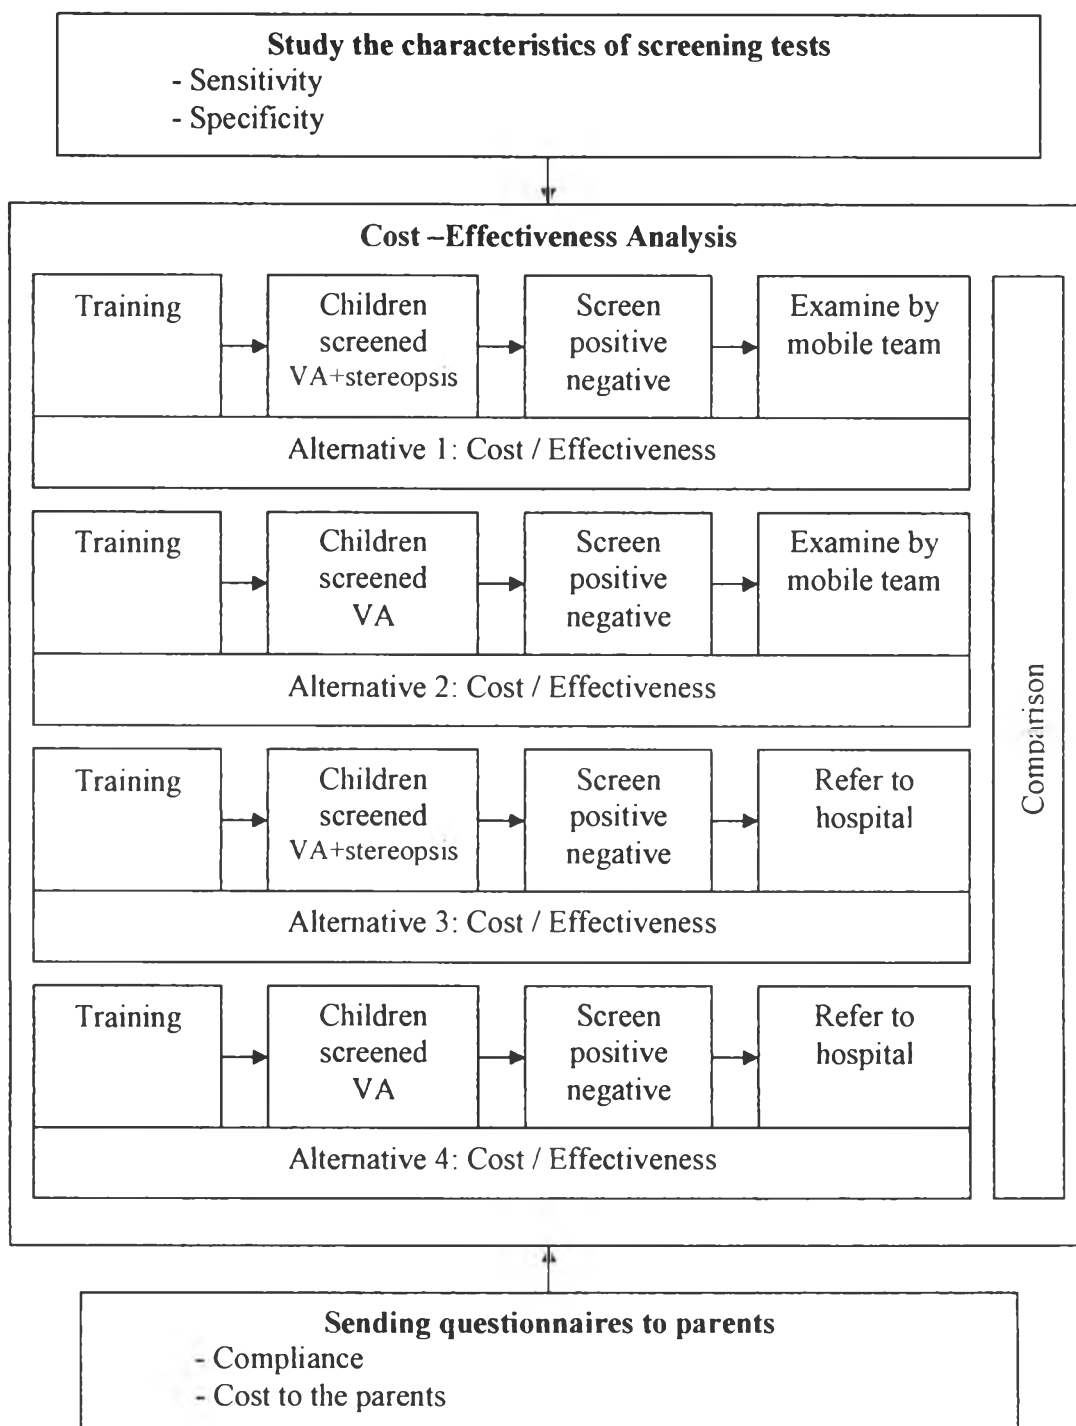 Study the characteristics of screening tests
- Sensitivity
- Specificity
Cost –Effectiveness Analysis
Training
Children
screened
VA+stereopsis
Screen
positive
negative
Examine by
mobile team
Alternative 1: Cost / Effectiveness
Training
Children
screened
VA
Screen
positive
negative
Examine by
mobile team
Alternative 2: Cost / Effectiveness
Training
Children
screened
VA+stereopsis
Screen
positive
negative
Refer to
hospital
Alternative 3: Cost / Effectiveness
Training
Children
screened
VA
Screen
positive
negative
Refer to
hospital
Alternative 4: Cost / Effectiveness
Comparison
Sending questionnaires to parents
- Compliance
- Cost to the parents